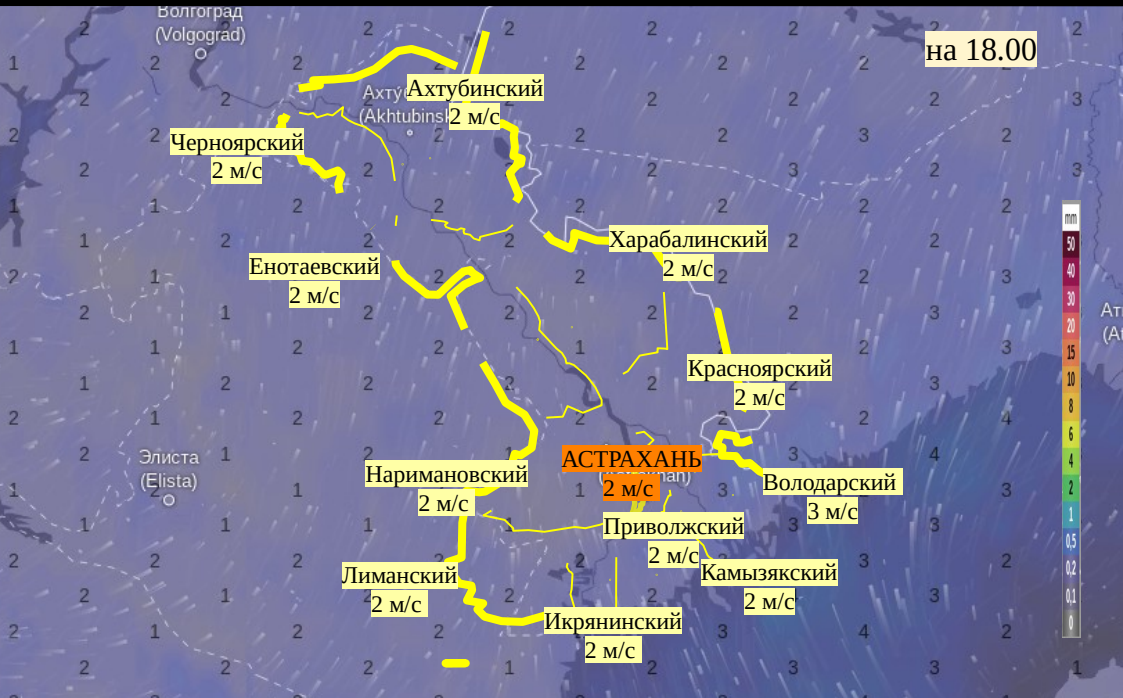 Волгоград
(Volgograd)
на 18.00
Ахту
Ахтубинский
(Akhtubinsk
2 м/с
Черноярский
2 м/с
Харабалинский
2 м/с
Енотаевский
2 м/с
Красноярский
2 м/с
Элиста
(Elista)
АСТРАХАНЬ
2 м/с
Наримановский
2 м/с
Володарский
3 м/с
Приволжский
2 м/с
Лиманский
2 м/с
Камызякский
2 м/с
Икрянинский
2 м/с
mm
50
40
30
20
15
10
8
6
4
2
1
0,5
0,2
0,1
0